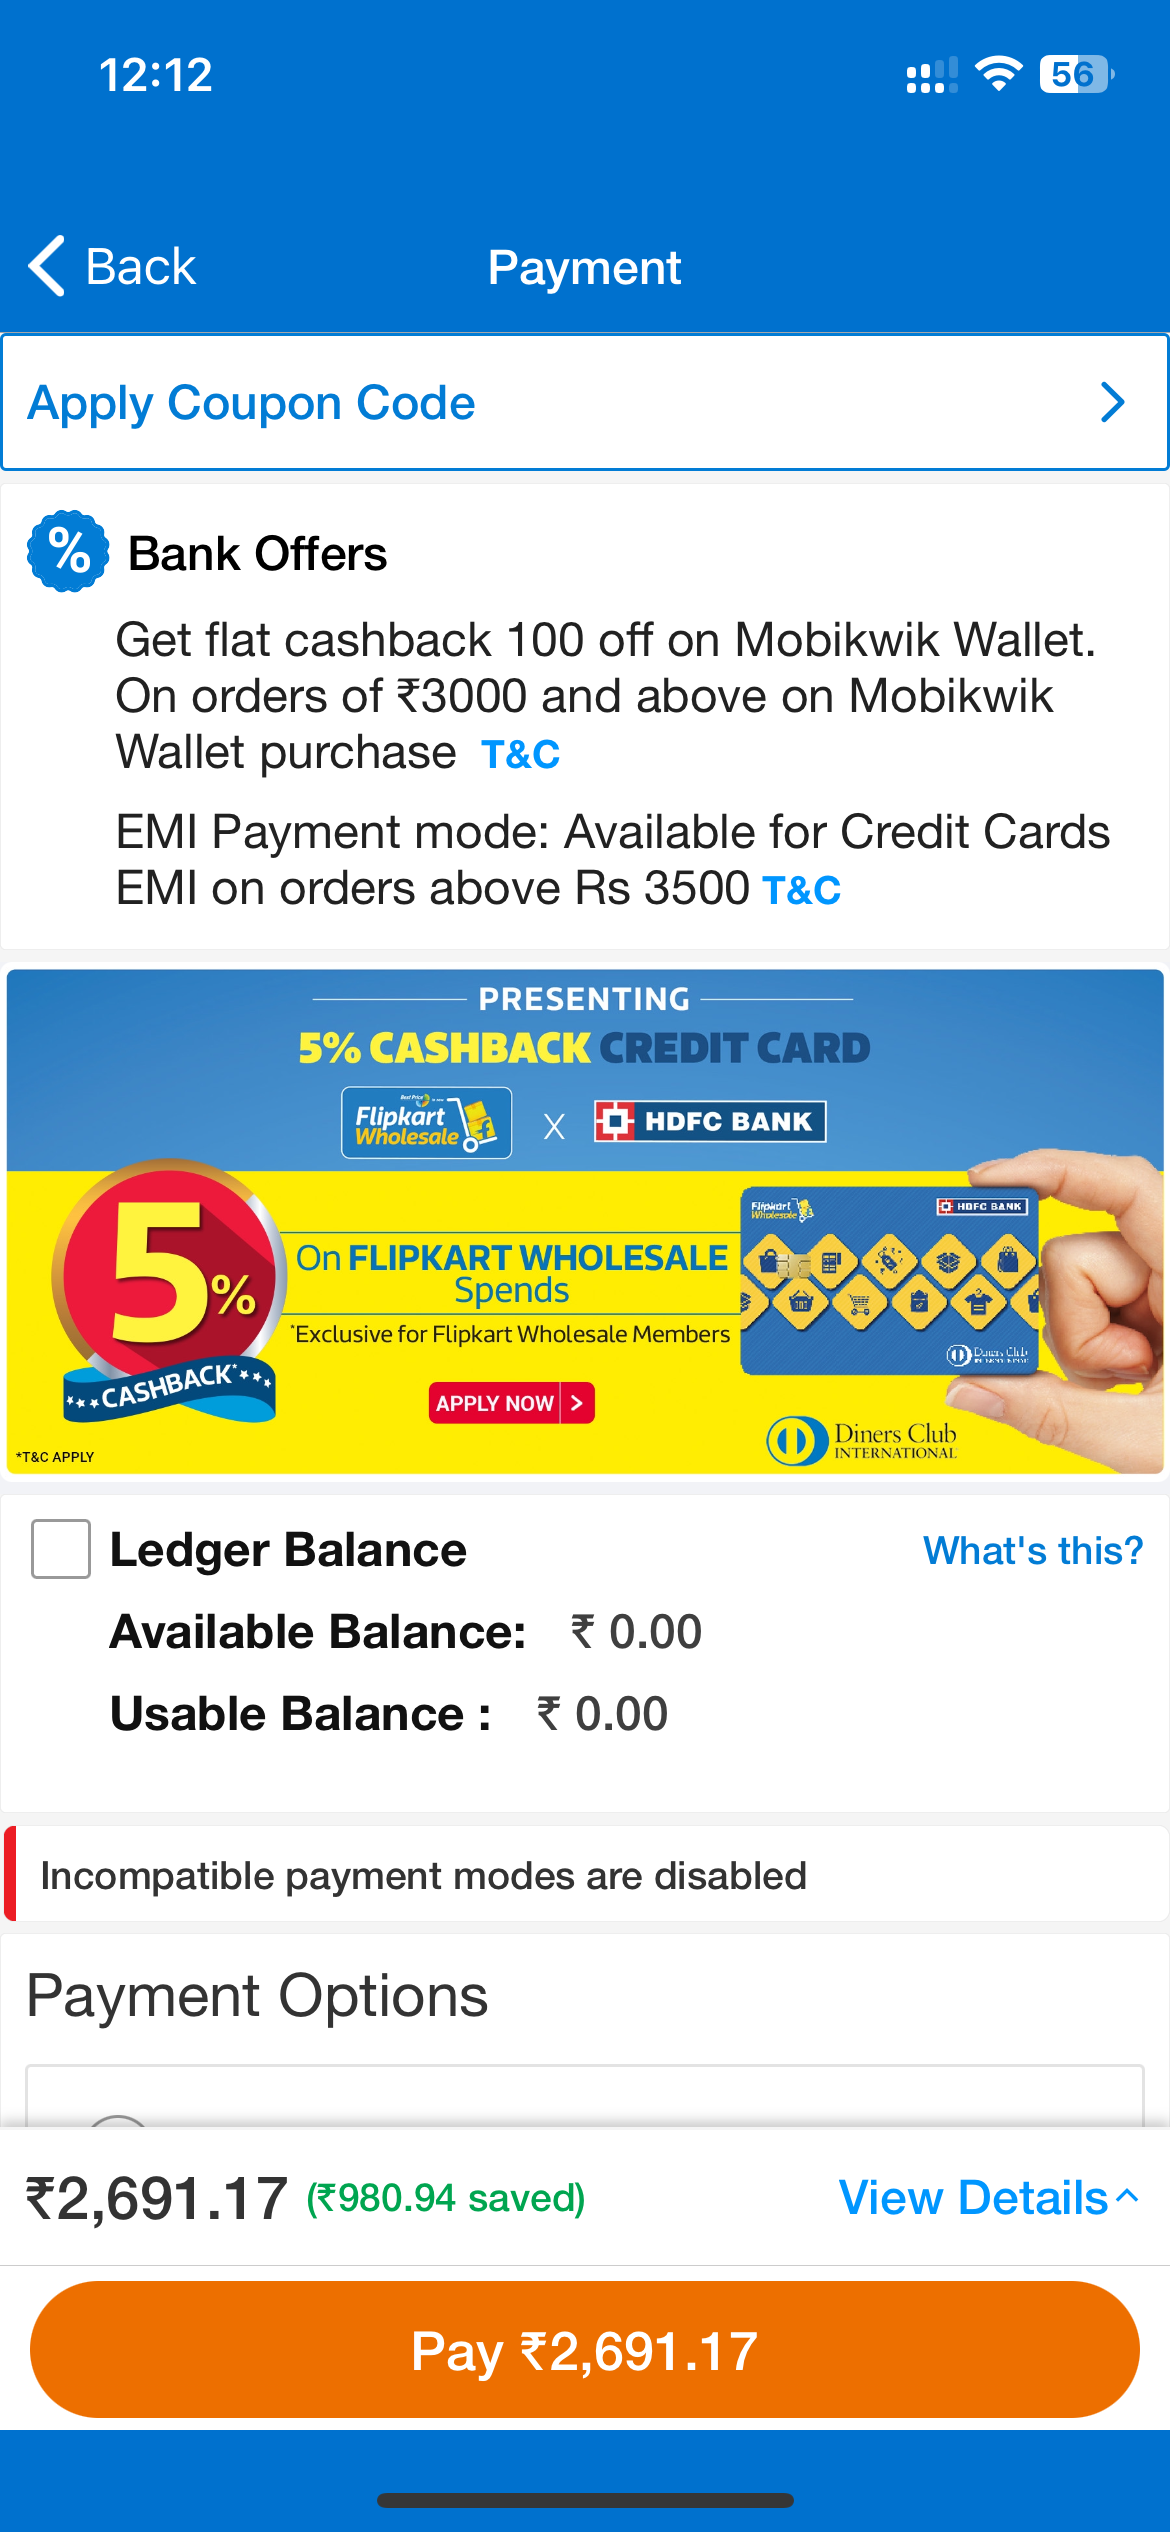 12:12
56
Back
Payment
Apply Coupon Code
%
Bank Offers
Get flat cashback 100 off on Mobikwik Wallet.
On orders of ₹3000 and above on Mobikwik
Wallet purchase T&C
EMI Payment mode: Available for Credit Cards
EMI on orders above Rs 3500 T&C
PRESENTING
5% CASHBACK CREDIT CARD
Flipkart
Wholesale
X
HDFC BANK
5%
CASHBACK*
On FLIPKART WHOLESALE
Spends
*Exclusive for Flipkart Wholesale Members
APPLY NOW >
Flipkart
Wholesale
HDFC BANK
Diners Club
INTERNATIONAL
Diners Club
INTERNATIONAL
*T&C APPLY
Ledger Balance
What's this?
Available Balance: ₹ 0.00
Usable Balance : ₹ 0.00
Incompatible payment modes are disabled
Payment Options
₹2,691.17 (₹980.94 saved)
View Details
Pay ₹2,691.17